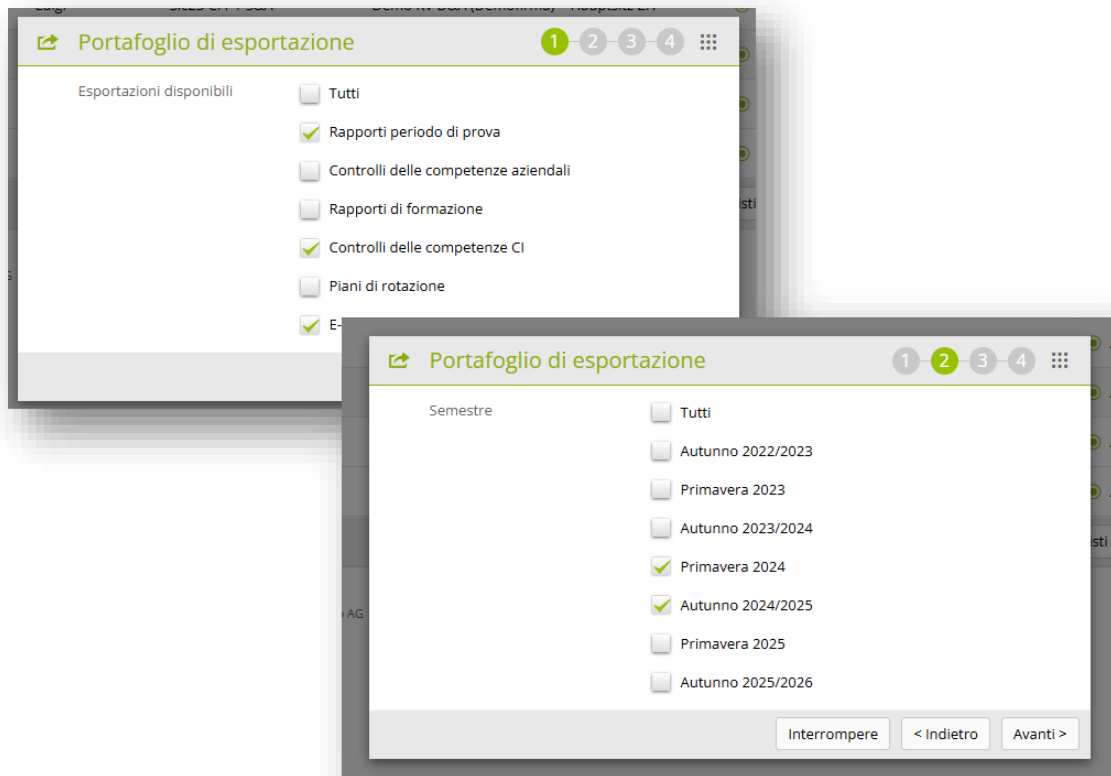 Portafoglio di esportazione
1 2 3 4
Esportazioni disponibili
Tutti
Rapporti periodo di prova
Controlli delle competenze aziendali
Rapporti di formazione
Controlli delle competenze CI
Piani di rotazione
E-
isti
Portafoglio di esportazione
1 2 3 4
Semestre
Tutti
Autunno 2022/2023
Primavera 2023
Autunno 2023/2024
Primavera 2024
Autunno 2024/2025
Primavera 2025
Autunno 2025/2026
isti
AG
Interrompere < Indietro Avanti >